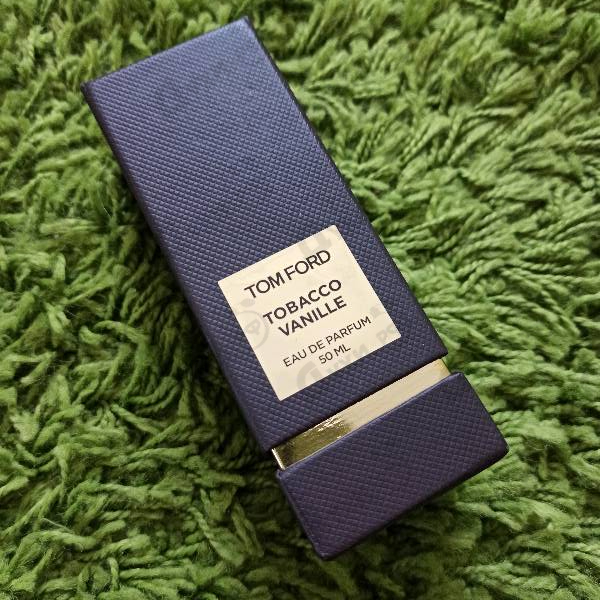 TOM FORD
TOBACCO
VANILLE
EAU DE PARFUM
50 ML